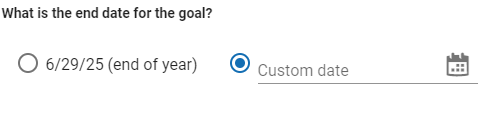 What is the end date for the goal?
6/29/25 (end of year) Custom date